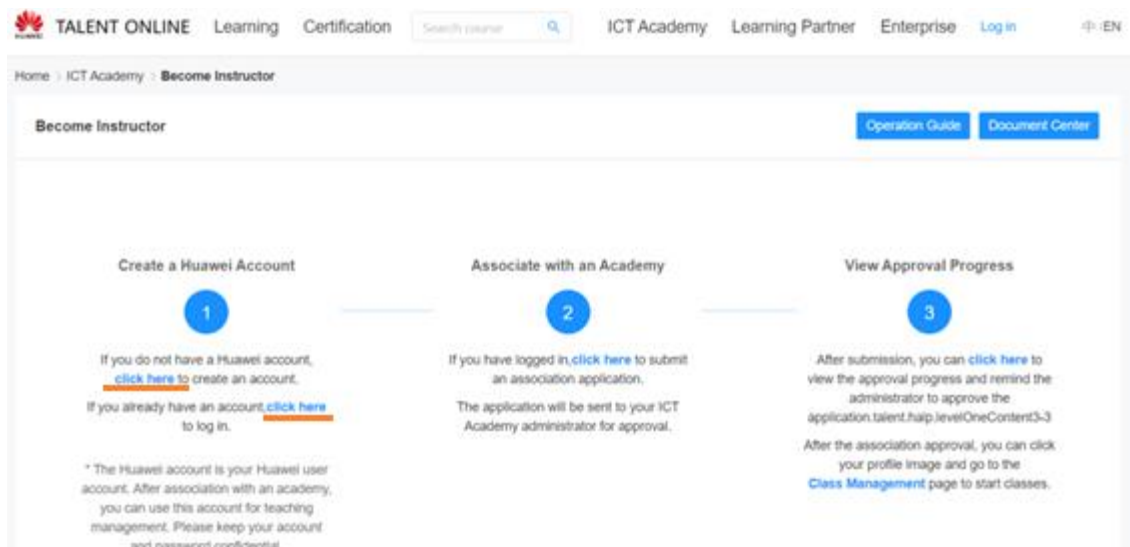 HUAWEI TALENT ONLINE Learning Certification Search course ICT Academy Learning Partner Enterprise Log in 中 EN
Home > ICT Academy > Become Instructor
Become Instructor
Operation Guide Document Center
Create a Huawei Account
1
If you do not have a Huawei account,
click here to create an account.
If you already have an account,click here
to log in.
* The Huawei account is your Huawei user
account. After association with an academy,
you can use this account for teaching
management. Please keep your account
and password confidential.
Associate with an Academy
2
If you have logged in,click here to submit
an association application.
The application will be sent to your ICT
Academy administrator for approval.
View Approval Progress
3
After submission, you can click here to
view the approval progress and remind the
administrator to approve the
application.talent.haip.levelOneContent3-3
After the association approval, you can click
your profile image and go to the
Class Management page to start classes.